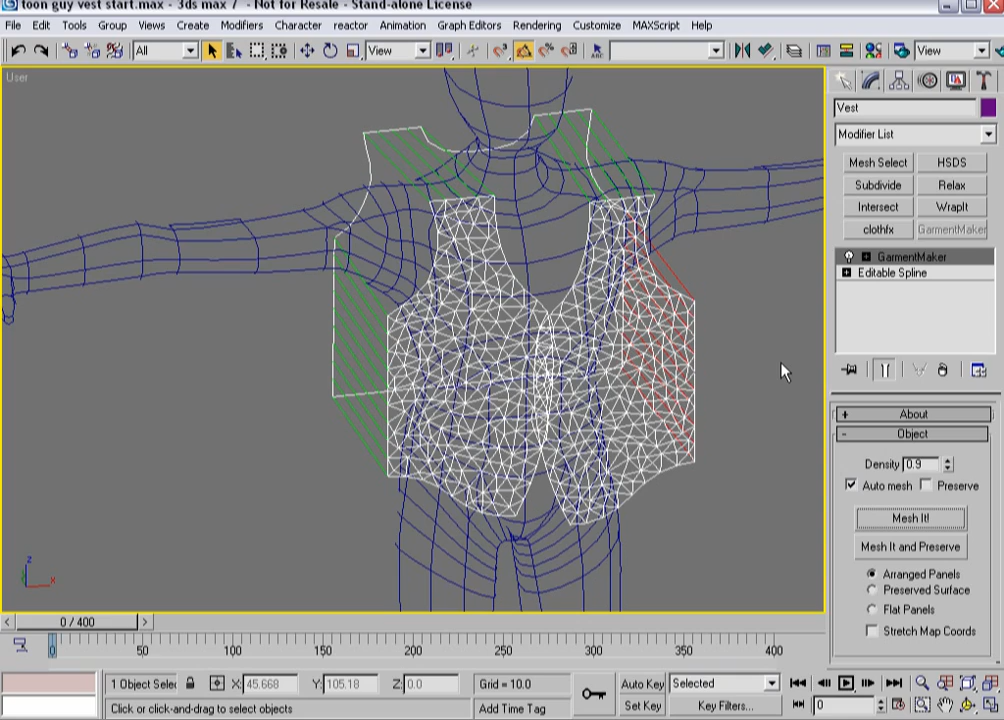 toon guy vest start.max - 3ds max 7 - Not for Resale - Stand-alone License
File Edit Tools Group Views Create Modifiers Character reactor Animation Graph Editors Rendering Customize MAXScript Help
All View View
User
Vest
Modifier List
Mesh Select HSDS
Subdivide Relax
Intersect WrapIt
clothfx GarmentMaker
GarmentMaker
Editable Spline
+ About
- Object
Density 0.9
Auto mesh Preserve
Mesh It!
Mesh It and Preserve
Arranged Panels
Preserved Surface
Flat Panels
Stretch Map Coords
z
x
< 0 / 400 >
0 50 100 150 200 250 300 350 400
1 Object Selec X: 45.668 Y: 105.18 Z: 0.0 Grid = 10.0 Auto Key Selected
Click or click-and-drag to select objects Add Time Tag Set Key Key Filters... 0